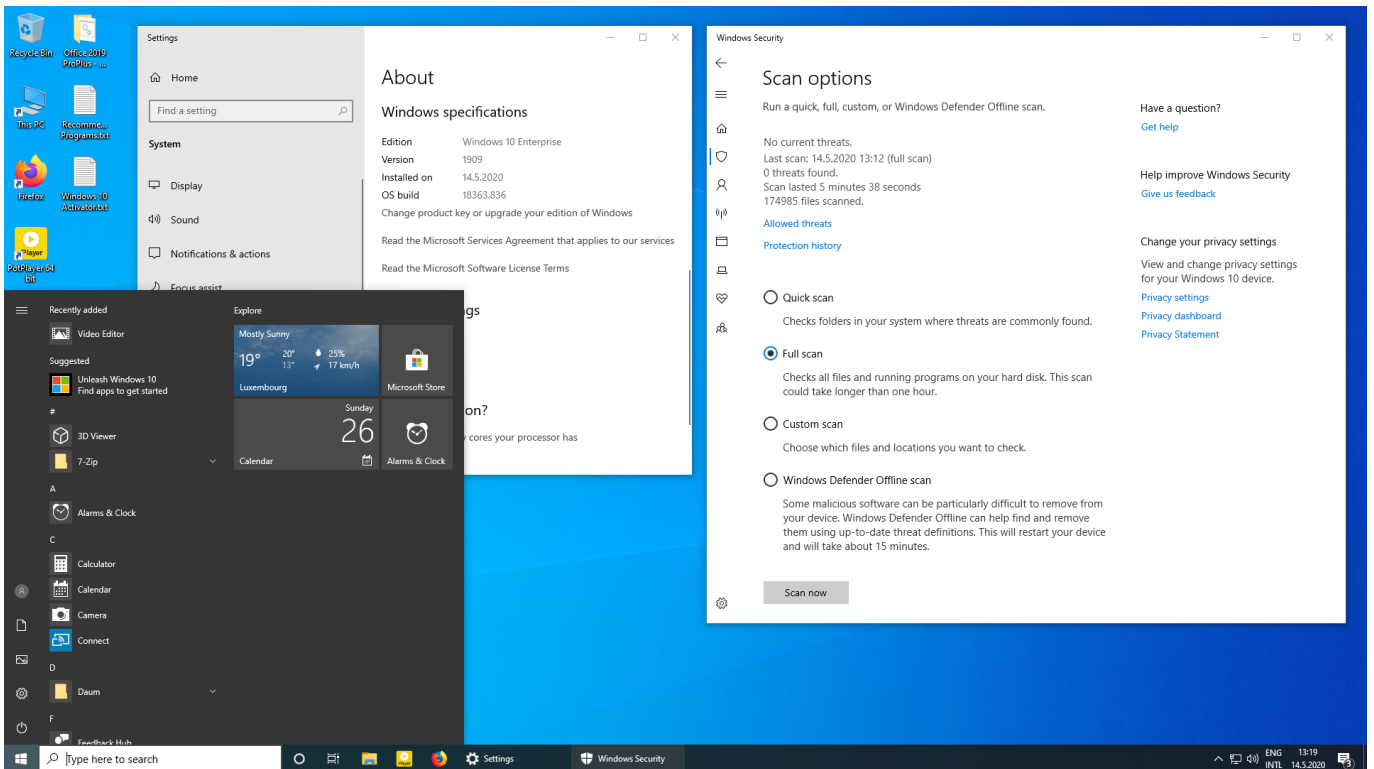 Recycle Bin
Office 2019
ProPlus - ...
This PC
Recomme...
Programs.txt
Firefox
Windows 10
Activator.txt
PotPlayer 64
bit
Settings
Home
Find a setting
System
Display
Sound
Notifications & actions
Focus assist
About
Windows specifications
Edition Windows 10 Enterprise
Version 1909
Installed on 14.5.2020
OS build 18363.836
Change product key or upgrade your edition of Windows
Read the Microsoft Services Agreement that applies to our services
Read the Microsoft Software License Terms
ngs
on?
cores your processor has
Recently added
Video Editor
Suggested
Unleash Windows 10
Find apps to get started
#
3D Viewer
7-Zip
A
Alarms & Clock
C
Calculator
Calendar
Camera
Connect
D
Daum
F
Feedback Hub
Explore
Mostly Sunny
19° 20° 25%
13° 17 km/h
Luxembourg
Microsoft Store
Sunday
26
Calendar
Alarms & Clock
Windows Security
Scan options
Run a quick, full, custom, or Windows Defender Offline scan.
No current threats.
Last scan: 14.5.2020 13:12 (full scan)
0 threats found.
Scan lasted 5 minutes 38 seconds
174985 files scanned.
Allowed threats
Protection history
Quick scan
Checks folders in your system where threats are commonly found.
Full scan
Checks all files and running programs on your hard disk. This scan
could take longer than one hour.
Custom scan
Choose which files and locations you want to check.
Windows Defender Offline scan
Some malicious software can be particularly difficult to remove from
your device. Windows Defender Offline can help find and remove
them using up-to-date threat definitions. This will restart your device
and will take about 15 minutes.
Scan now
Have a question?
Get help
Help improve Windows Security
Give us feedback
Change your privacy settings
View and change privacy settings
for your Windows 10 device.
Privacy settings
Privacy dashboard
Privacy Statement
Type here to search
Settings
Windows Security
ENG 13:19
INTL 14.5.2020
3